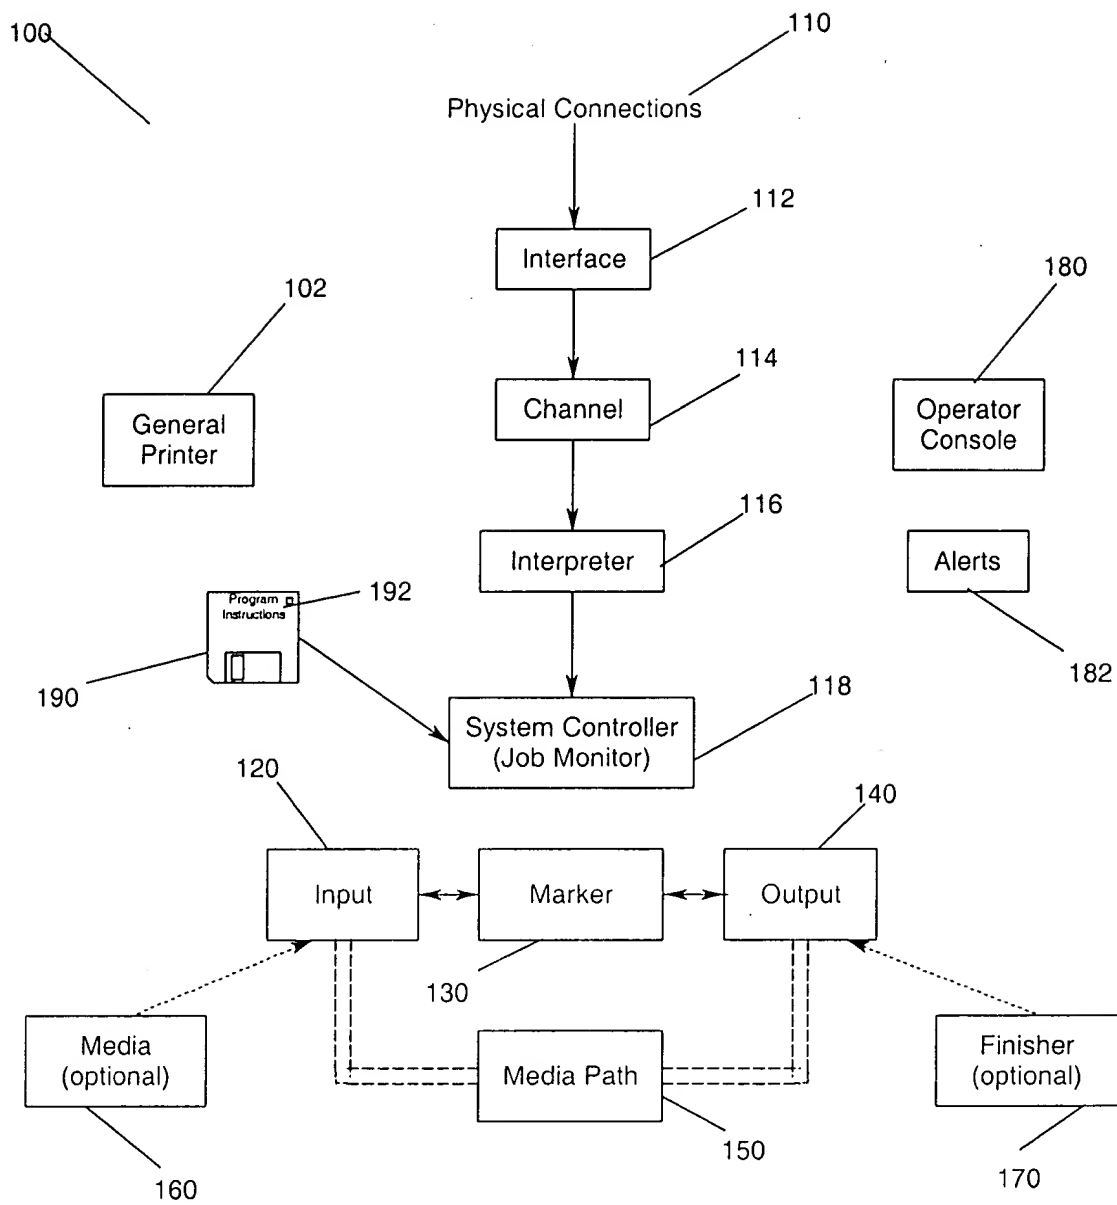 100
110
Physical Connections
112
Interface
102
180
114
General
Printer
Channel
Operator
Console
116
Interpreter
Alerts
Program
Instructions
192
190
182
118
System Controller
(Job Monitor)
120
140
Input
Marker
Output
130
Media
(optional)
Media Path
Finisher
(optional)
150
160
170